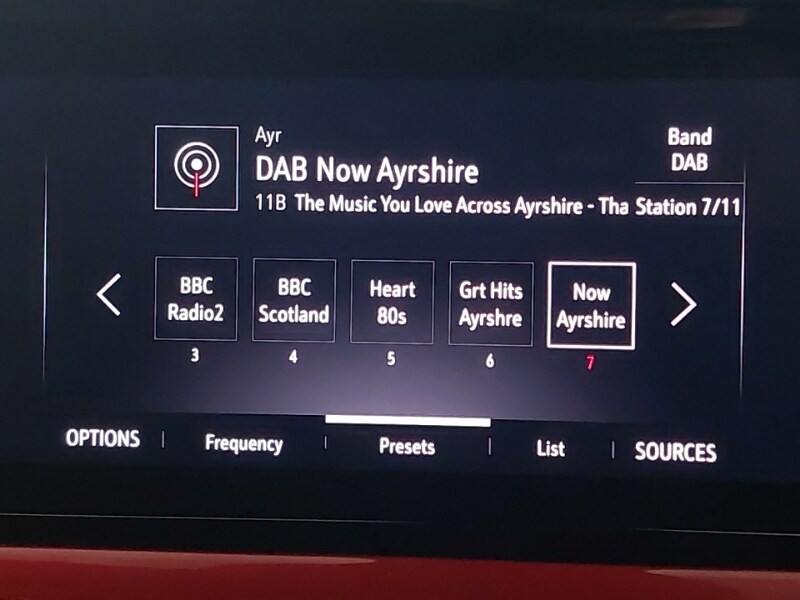 Ayr
DAB Now Ayrshire
11B The Music You Love Across Ayrshire - Tha
Band
DAB
Station 7/11
BBC
Radio2
3
BBC
Scotland
4
Heart
80s
5
Grt Hits
Ayrshre
6
Now
Ayrshire
7
OPTIONS
Frequency
Presets
List
SOURCES